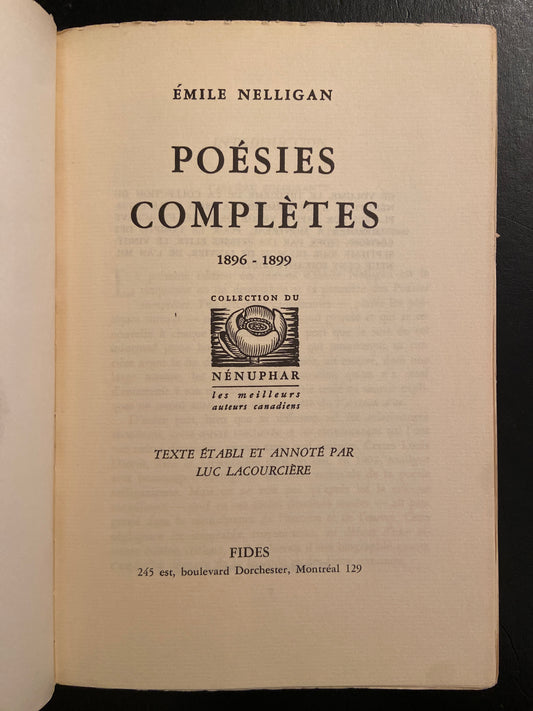 ÉMILE NELLIGAN
POÉSIES
COMPLÈTES
1896 - 1899
COLLECTION DU
NÉNUPHAR
les meilleurs
auteurs canadiens
TEXTE ÉTABLI ET ANNOTÉ PAR
LUC LACOURCIÈRE
FIDES
245 est, boulevard Dorchester, Montréal 129